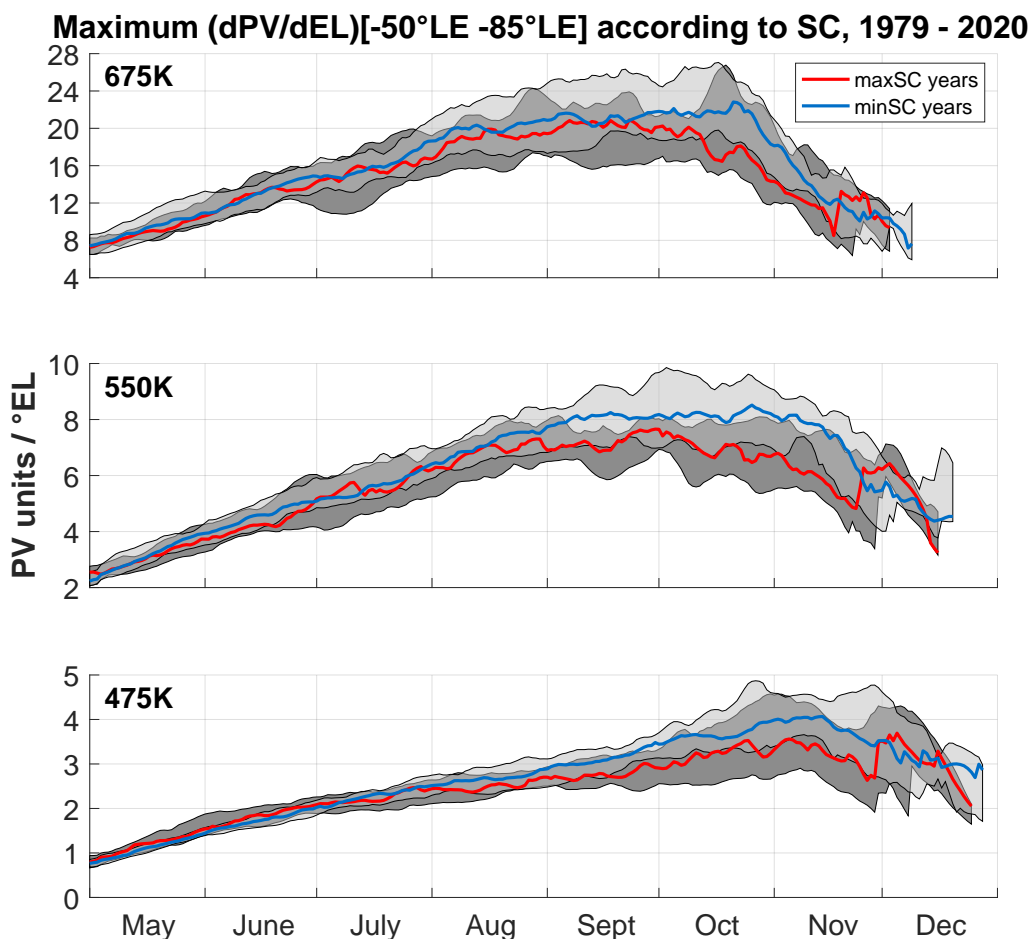 Maximum (dPV/dEL)[-50°LE -85°LE] according to SC, 1979 - 2020
675K
maxSC years
minSC years
28
24
20
16
12
8
4
PV units / °EL
550K
10
8
6
4
2
475K
5
4
3
2
1
0
May June July Aug Sept Oct Nov Dec